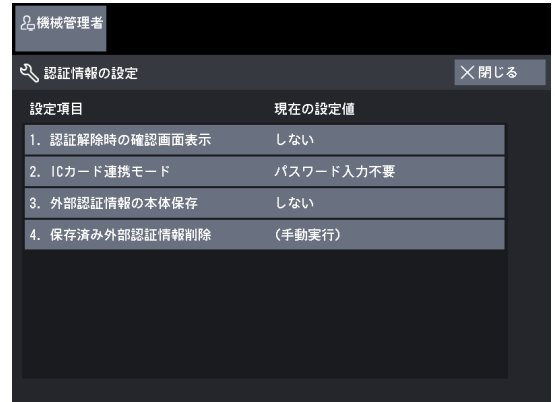 機械管理者
認証情報の設定
×閉じる
設定項目 現在の設定値
1. 認証解除時の確認画面表示 しない
2. ICカード連携モード パスワード入力不要
3. 外部認証情報の本体保存 しない
4. 保存済み外部認証情報削除 (手動実行)